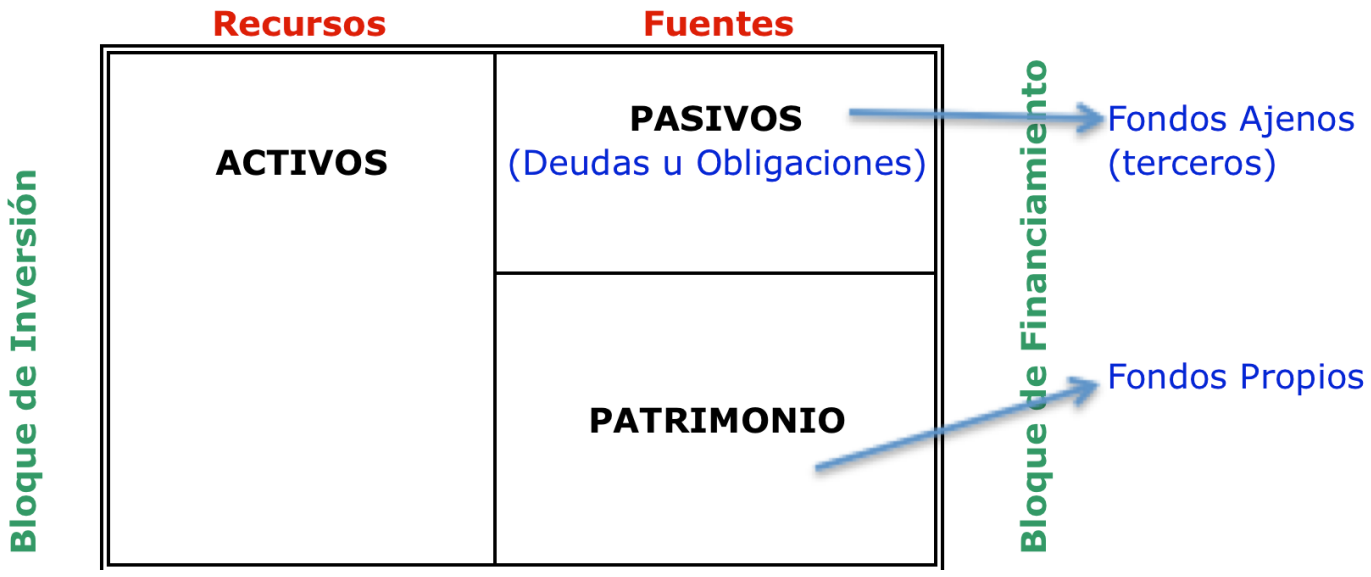 Recursos
Fuentes
Bloque de Inversión
ACTIVOS
PASIVOS
(Deudas u Obligaciones)
PATRIMONIO
Bloque de Financiamiento
Fondos Ajenos
(terceros)
Fondos Propios